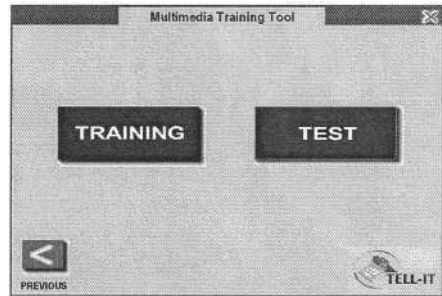 Multimedia Training Tool
TRAINING
TEST
<
PREVIOUS
TELL-IT